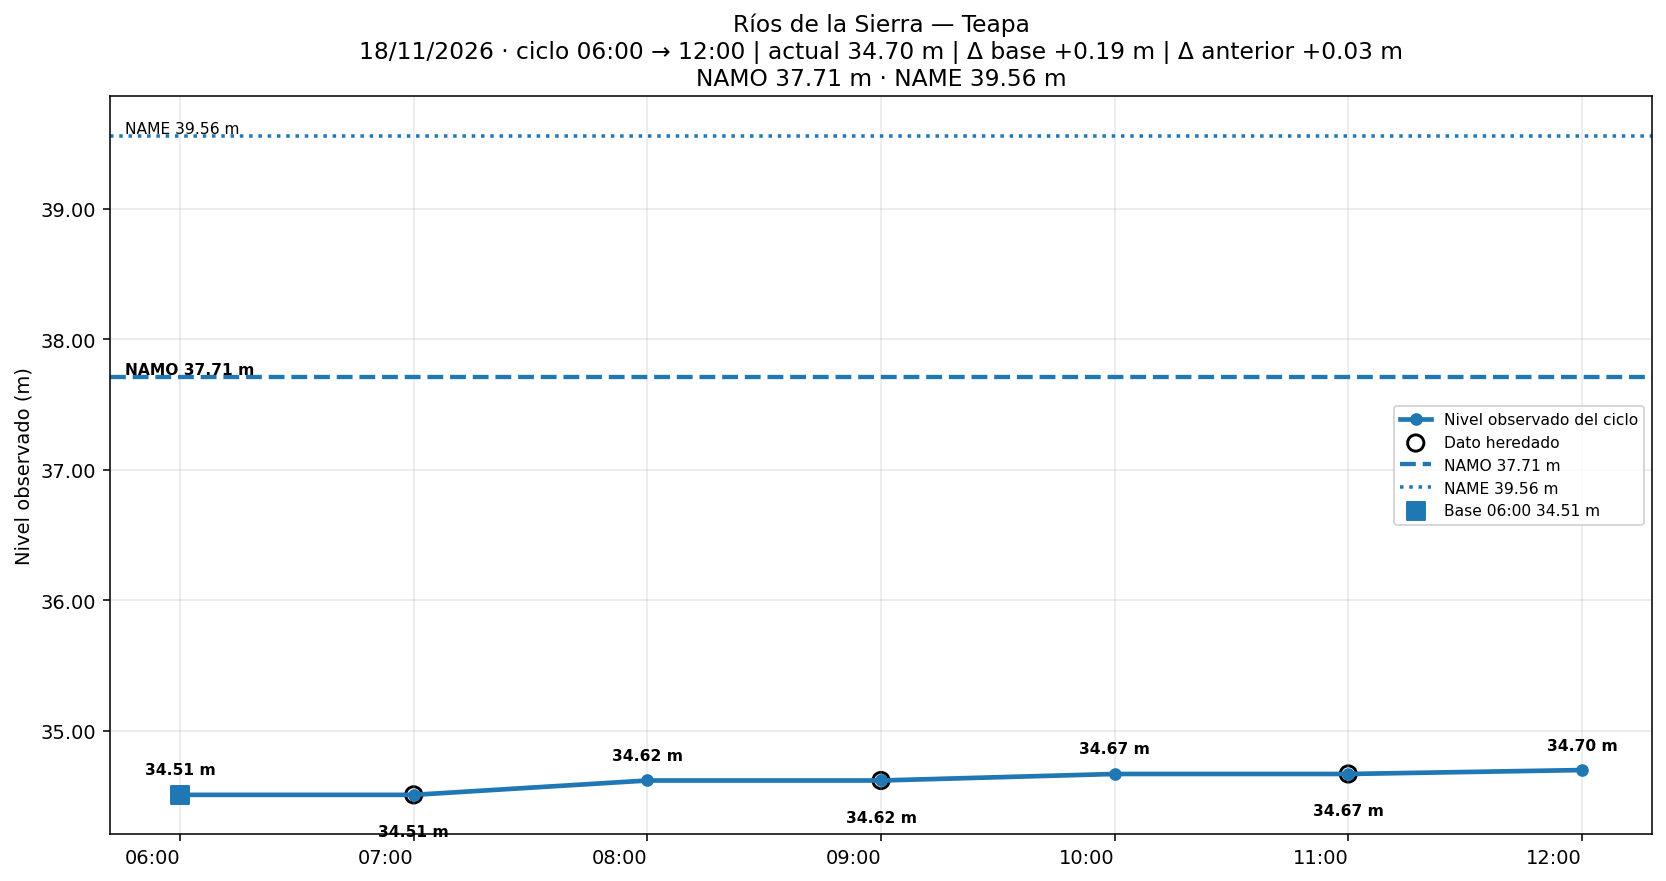 Ríos de la Sierra — Teapa
18/11/2026 · ciclo 06:00 → 12:00 | actual 34.70 m | Δ base +0.19 m | Δ anterior +0.03 m
NAMO 37.71 m · NAME 39.56 m
NAME 39.56 m
39.00
38.00
NAMO 37.71 m
Nivel observado (m)
37.00
36.00
35.00
Nivel observado del ciclo
Dato heredado
NAMO 37.71 m
NAME 39.56 m
Base 06:00 34.51 m
34.51 m
34.51 m
34.62 m
34.62 m
34.67 m
34.67 m
34.70 m
06:00
07:00
08:00
09:00
10:00
11:00
12:00